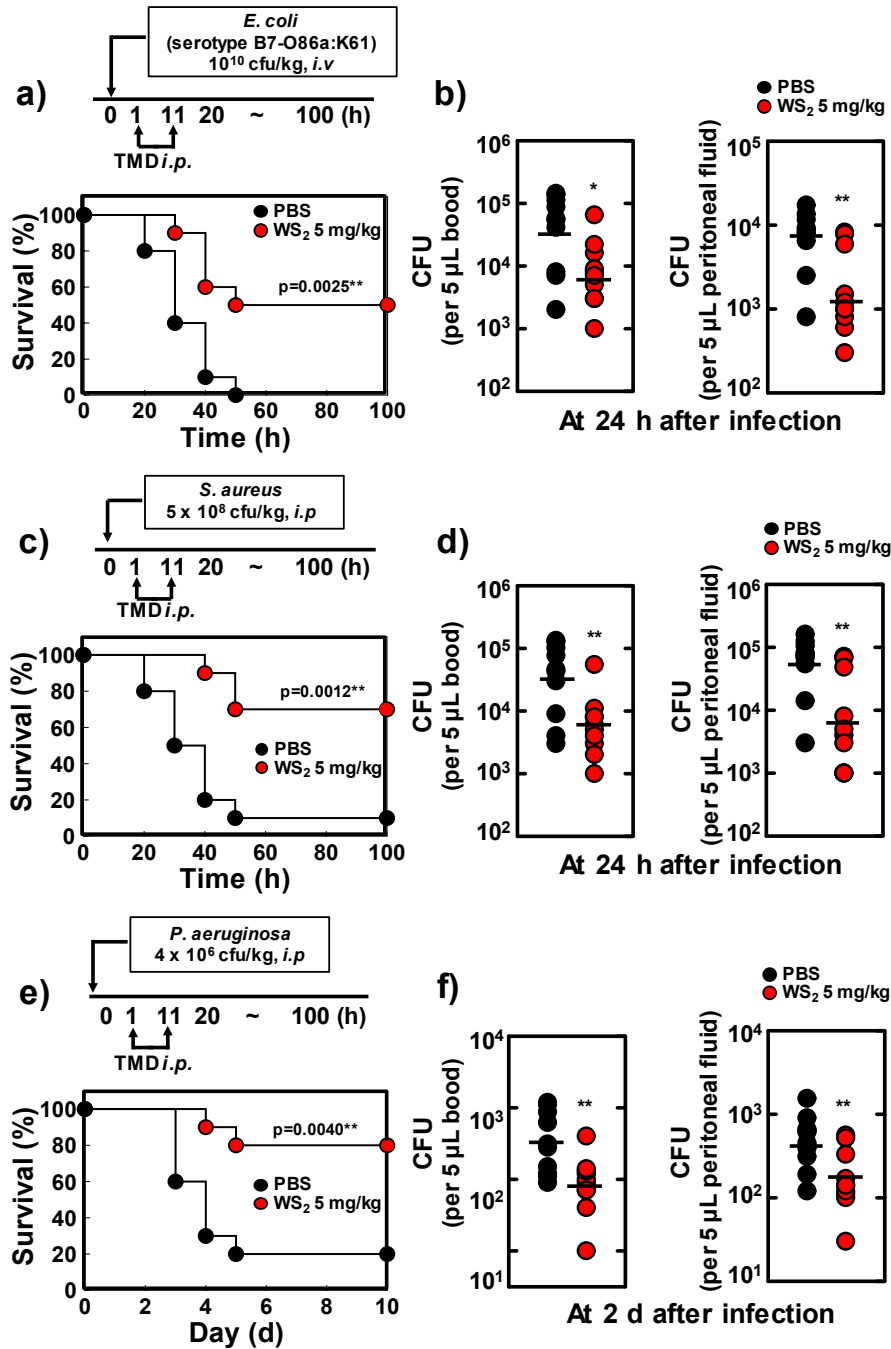 E. coli
(serotype B7-O86a:K61)
10¹⁰ cfu/kg, i.v
a)
0 1 11 20 ~ 100 (h)
TMD i.p.
PBS
WS₂ 5 mg/kg
p=0.0025**
Survival (%)
100
80
60
40
20
0
0 20 40 60 80 100
Time (h)
b)
PBS
WS₂ 5 mg/kg
CFU
(per 5 µL bood)
10⁶
10⁵
10⁴
10³
10²
*
CFU
(per 5 µL peritoneal fluid)
10⁵
10⁴
10³
10²
**
At 24 h after infection
S. aureus
5 x 10⁸ cfu/kg, i.p
c)
0 1 11 20 ~ 100 (h)
TMD i.p.
p=0.0012**
PBS
WS₂ 5 mg/kg
Survival (%)
100
80
60
40
20
0
0 20 40 60 80 100
Time (h)
d)
PBS
WS₂ 5 mg/kg
CFU
(per 5 µL bood)
10⁶
10⁵
10⁴
10³
10²
**
CFU
(per 5 µL peritoneal fluid)
10⁶
10⁵
10⁴
10³
10²
**
At 24 h after infection
P. aeruginosa
4 x 10⁶ cfu/kg, i.p
e)
0 1 11 20 ~ 100 (h)
TMD i.p.
p=0.0040**
PBS
WS₂ 5 mg/kg
Survival (%)
100
80
60
40
20
0
0 2 4 6 8 10
Day (d)
f)
PBS
WS₂ 5 mg/kg
CFU
(per 5 µL bood)
10⁴
10³
10²
10¹
**
CFU
(per 5 µL peritoneal fluid)
10⁴
10³
10²
10¹
**
At 2 d after infection